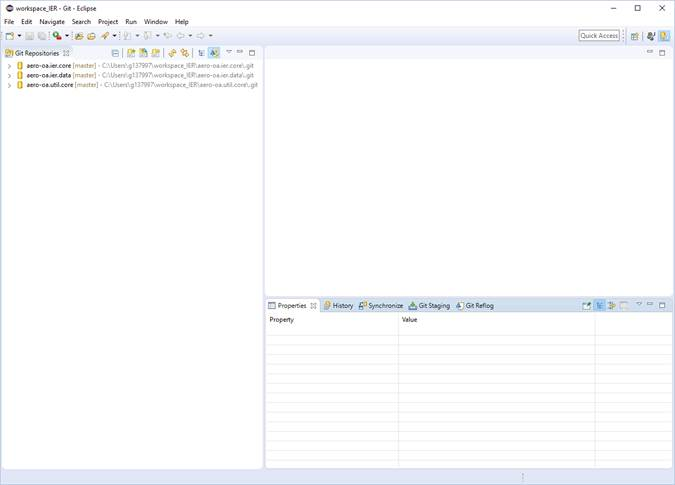 workspace_IER - Git - Eclipse
File Edit Navigate Search Project Run Window Help
Quick Access
Git Repositories
aero-oa.ier.core [master] - C:\Users\g137997\workspace_IER\aero-oa.ier.core\.git
aero-oa.ier.data [master] - C:\Users\g137997\workspace_IER\aero-oa.ier.data\.git
aero-oa.util.core [master] - C:\Users\g137997\workspace_IER\aero-oa.util.core\.git
Properties History Synchronize Git Staging Git Reflog
Property Value